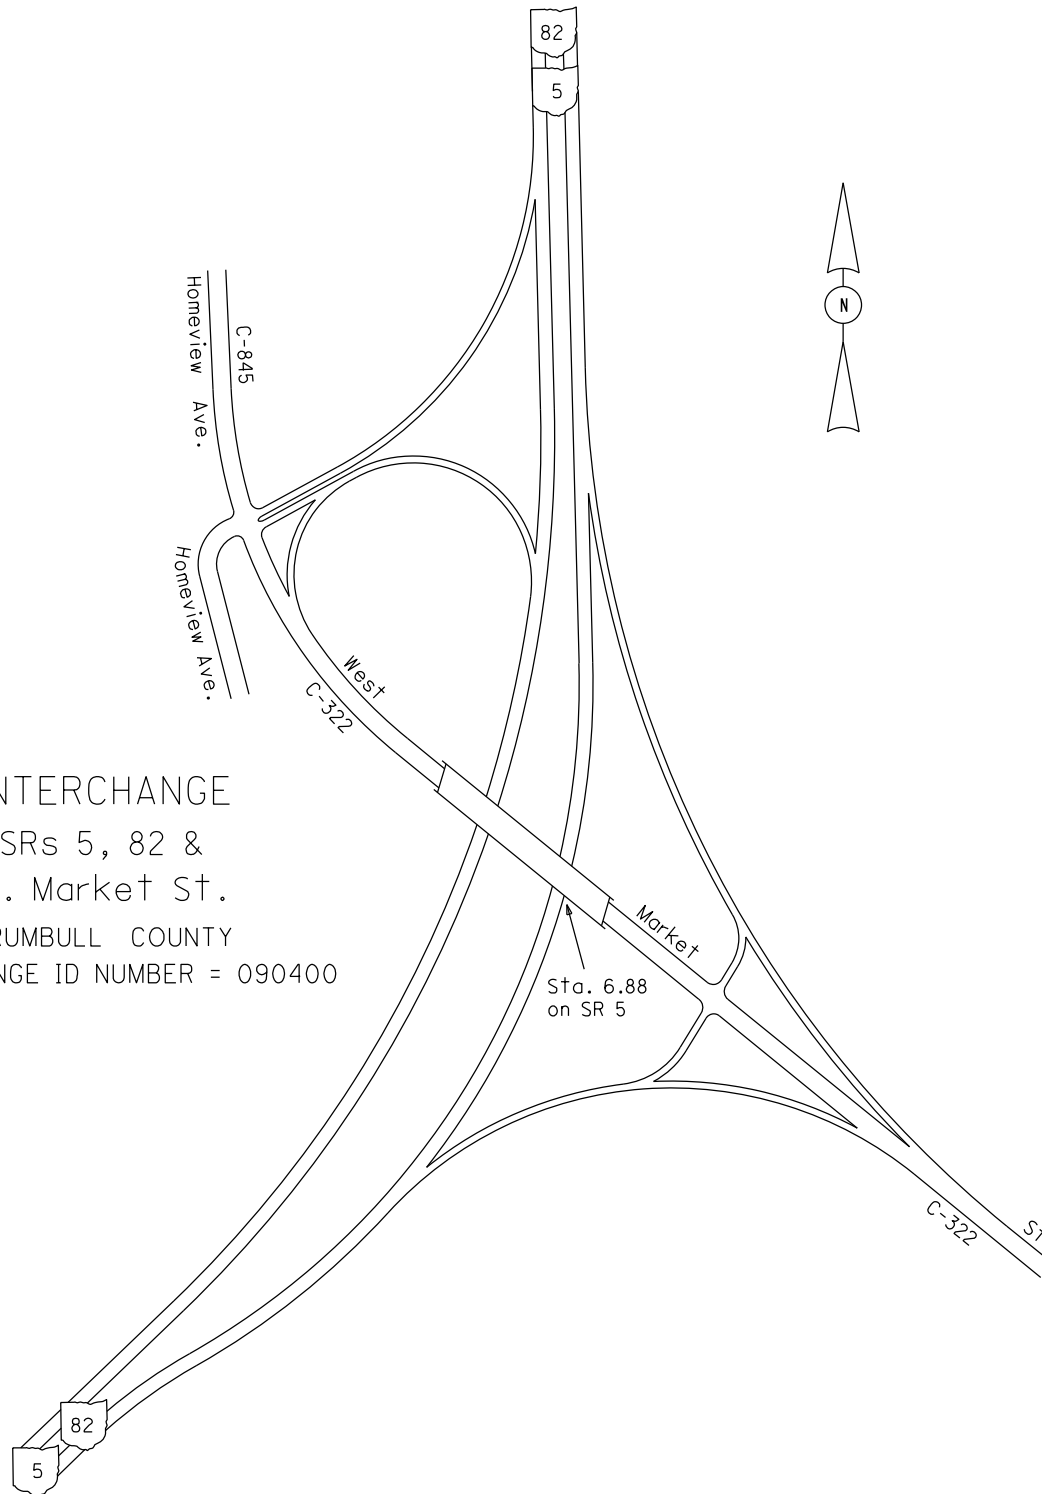 82
5
N
Homeview Ave.
C-845
Homeview Ave.
West
C-322
NTERCHANGE
SRs 5, 82 &
. Market St.
RUMBULL COUNTY
NGE ID NUMBER = 090400
Market
Sta. 6.88
on SR 5
C-322
St
82
5